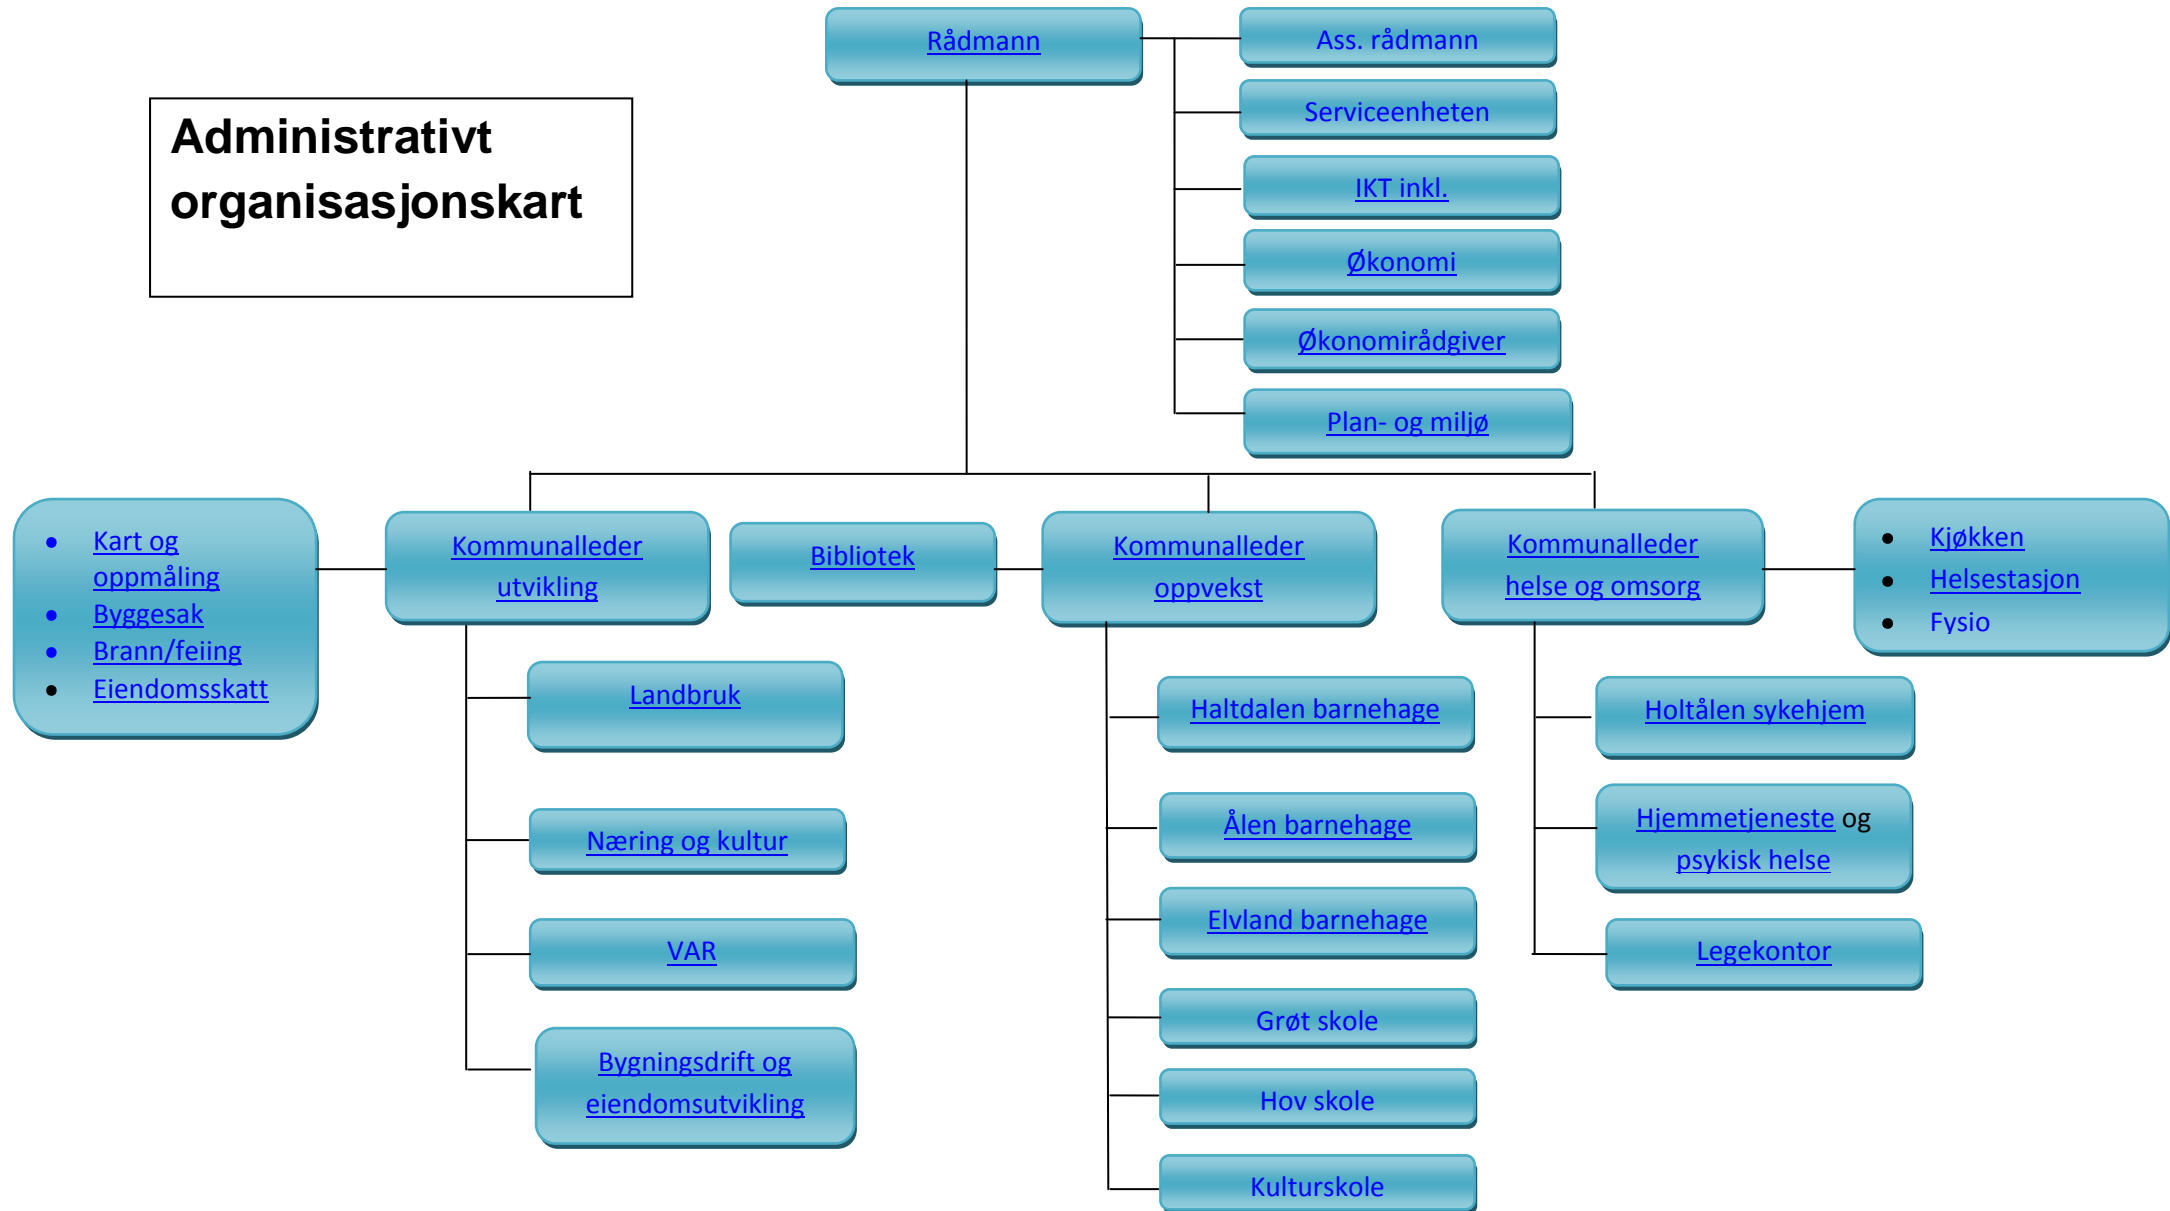 Rådmann
Ass. rådmann
Serviceenheten
IKT inkl.
Økonomi
Økonomirådgiver
Plan- og miljø
Administrativt
organisasjonskart
Kart og
oppmåling
Byggesak
Brann/feiing
Eiendomsskatt
Kommunalleder
utvikling
Bibliotek
Kommunalleder
oppvekst
Kommunalleder
helse og omsorg
Kjøkken
Helsestasjon
Fysio
Landbruk
Næring og kultur
VAR
Bygningsdrift og
eiendomsutvikling
Haltdalen barnehage
Ålen barnehage
Elvland barnehage
Grøt skole
Hov skole
Kulturskole
Holtålen sykehjem
Hjemmetjeneste og
psykisk helse
Legekontor